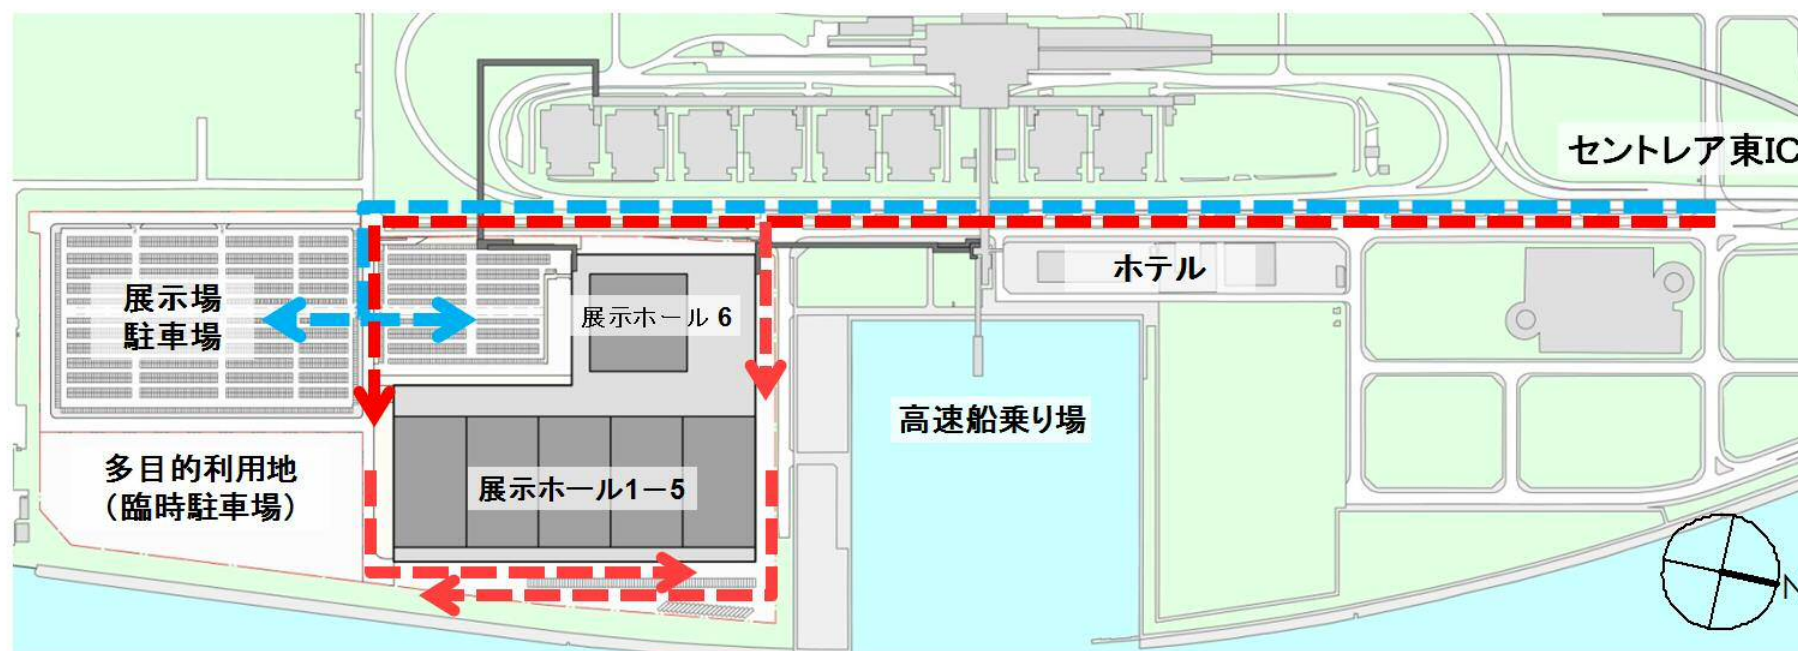 セントレア東IC
ホテル
展示場
駐車場
展示ホール 6
高速船乗り場
多目的利用地
（臨時駐車場）
展示ホール1－5
N